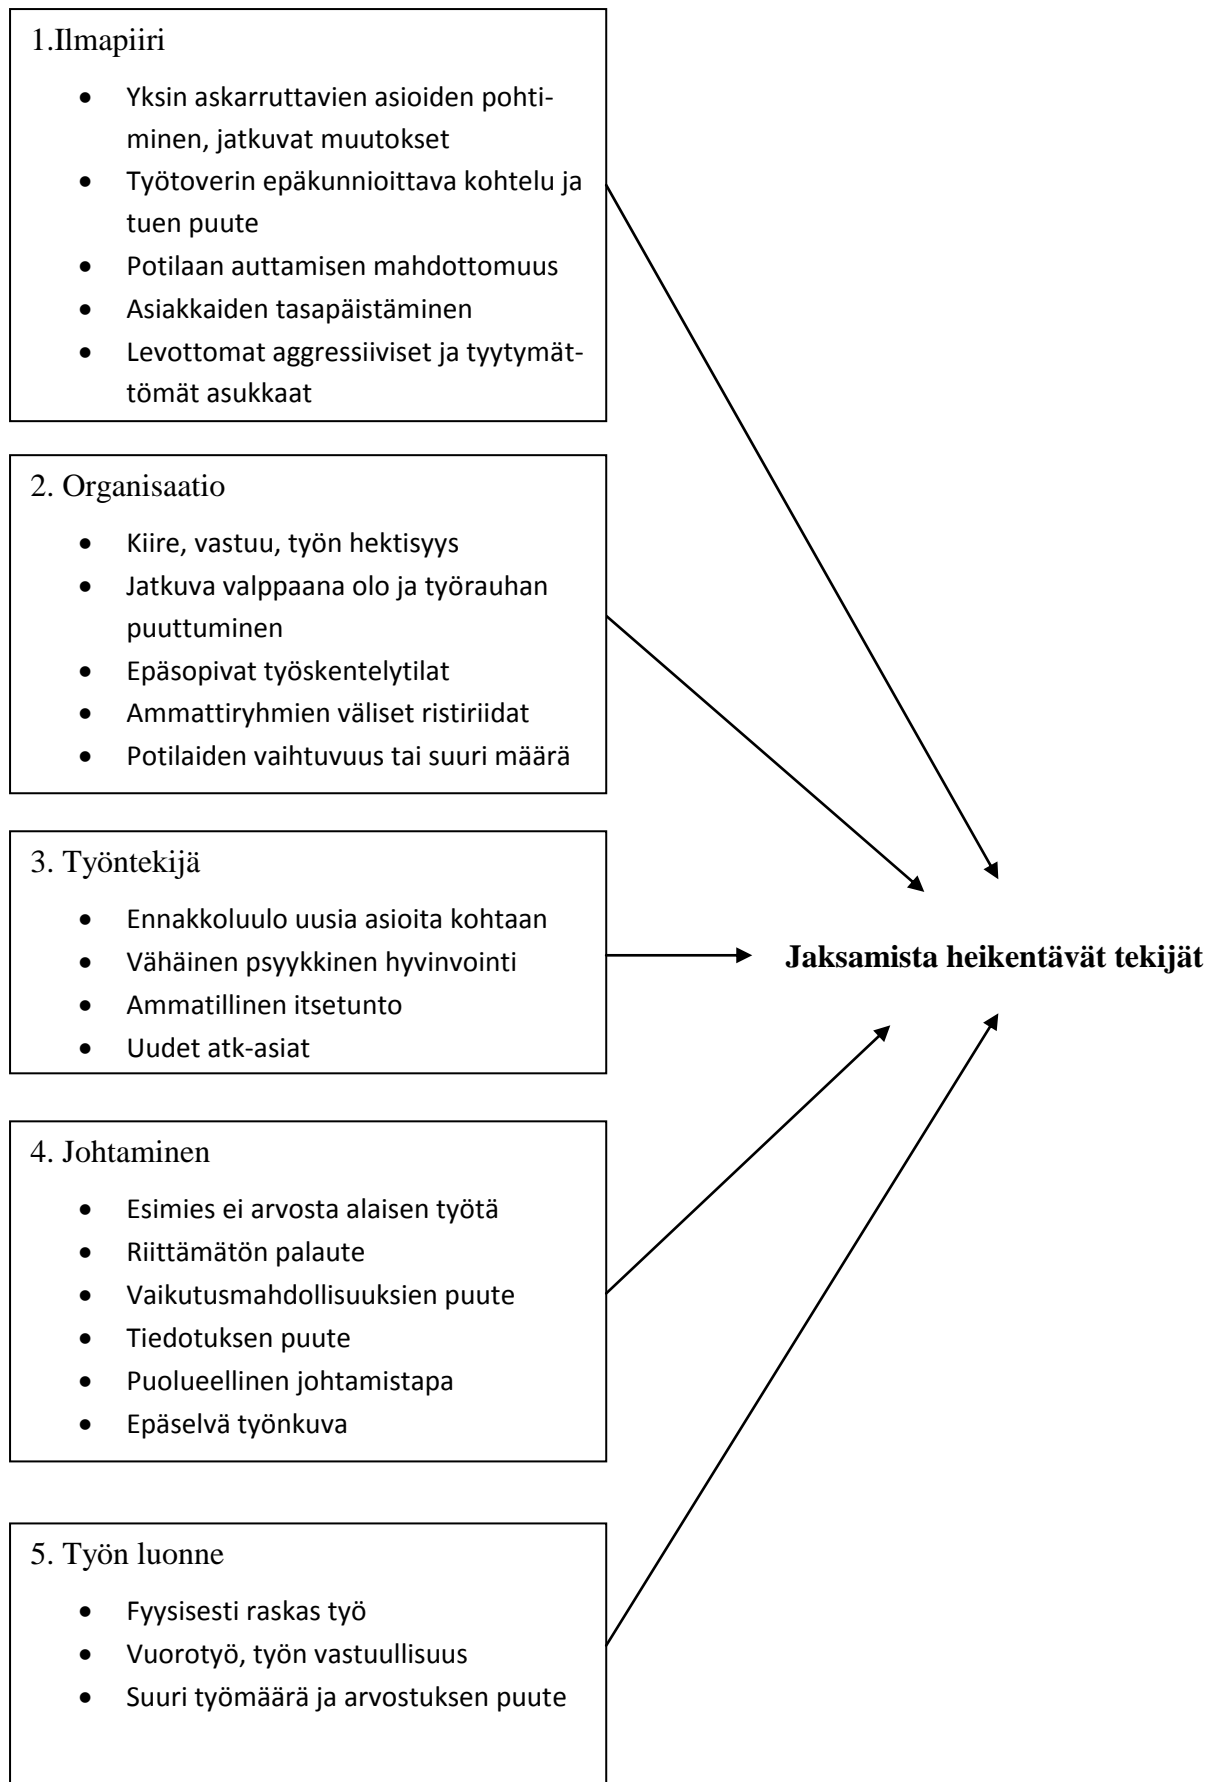 1.Ilmapiiri
• Yksin askarruttavien asioiden pohti-
minen, jatkuvat muutokset
• Työtoverin epäkunnioittava kohtelu ja
tuen puute
• Potilaan auttamisen mahdottomuus
• Asiakkaiden tasapäistäminen
• Levottomat aggressiiviset ja tyytymät-
tömät asukkaat
2. Organisaatio
• Kiire, vastuu, työn hektisyys
• Jatkuva valppaana olo ja työrauhan
puuttuminen
• Epäsopivat työskentelytilat
• Ammattiryhmien väliset ristiriidat
• Potilaiden vaihtuvuus tai suuri määrä
3. Työntekijä
• Ennakkoluulo uusia asioita kohtaan
• Vähäinen psyykkinen hyvinvointi
• Ammatillinen itsetunto
• Uudet atk-asiat
Jaksamista heikentävät tekijät
4. Johtaminen
• Esimies ei arvosta alaisen työtä
• Riittämätön palaute
• Vaikutusmahdollisuuksien puute
• Tiedotuksen puute
• Puolueellinen johtamistapa
• Epäselvä työnkuva
5. Työn luonne
• Fyysisesti raskas työ
• Vuorotyö, työn vastuullisuus
• Suuri työmäärä ja arvostuksen puute